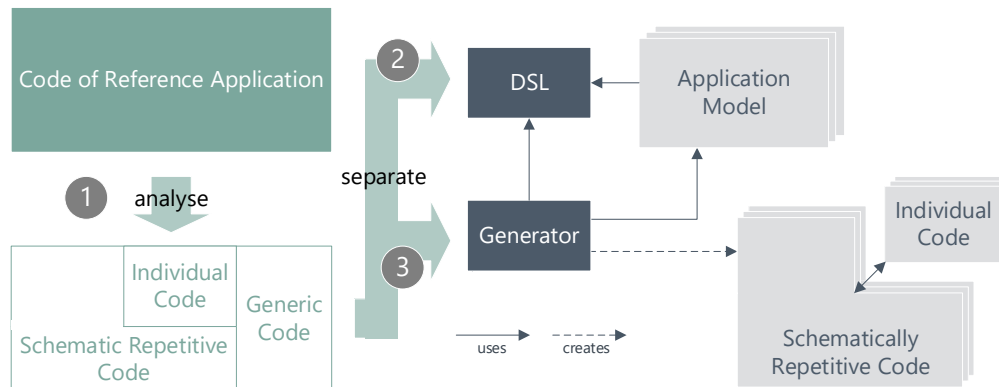 Code of Reference Application
1
analyse
Individual
Code
Generic
Code
Schematic Repetitive
Code
separate
2
3
DSL
Generator
Application
Model
Individual
Code
Schematically
Repetitive Code
uses
creates